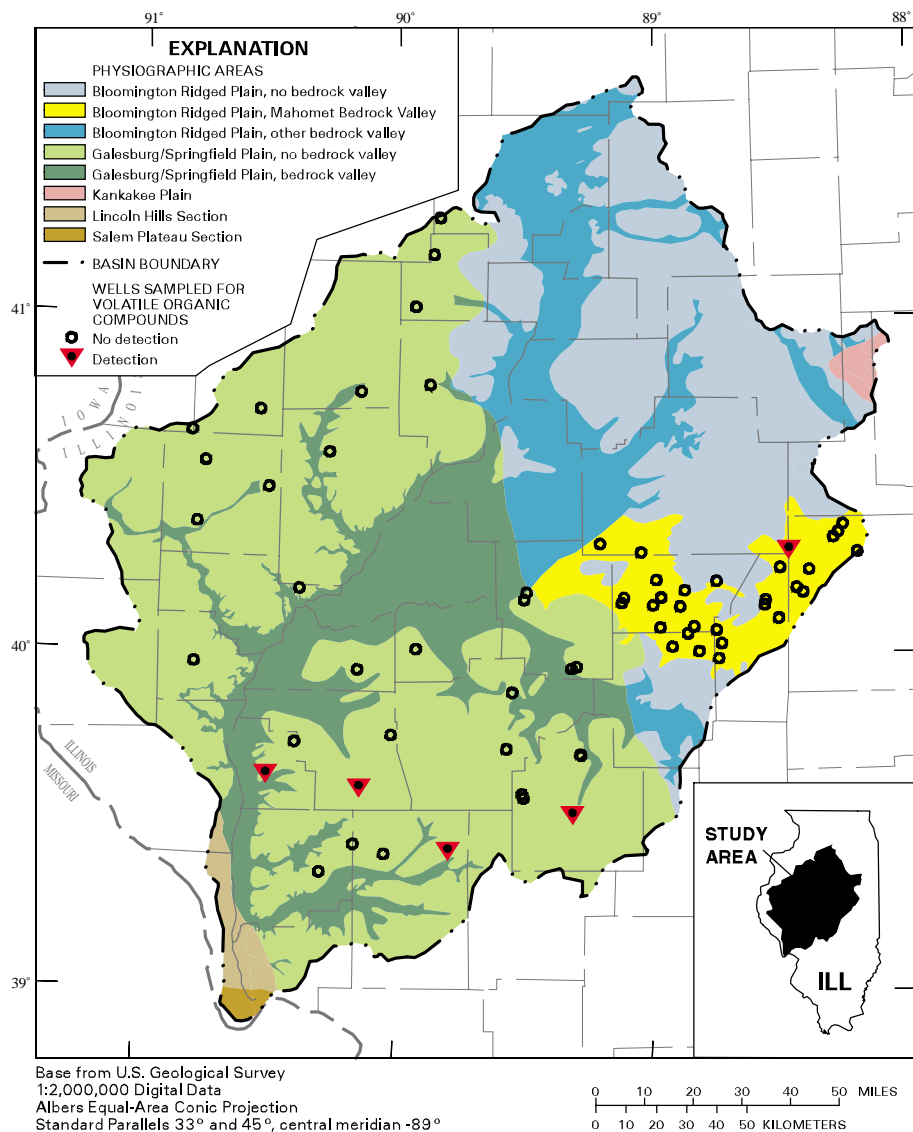 91°
90°
89°
88°
EXPLANATION
PHYSIOGRAPHIC AREAS
Bloomington Ridged Plain, no bedrock valley
Bloomington Ridged Plain, Mahomet Bedrock Valley
Bloomington Ridged Plain, other bedrock valley
Galesburg/Springfield Plain, no bedrock valley
Galesburg/Springfield Plain, bedrock valley
Kankakee Plain
Lincoln Hills Section
Salem Plateau Section
BASIN BOUNDARY
WELLS SAMPLED FOR
VOLATILE ORGANIC
COMPOUNDS
No detection
Detection
41°
IOWA
ILLINOIS
40°
ILLINOIS
MISSOURI
39°
STUDY
AREA
ILL
Base from U.S. Geological Survey
1:2,000,000 Digital Data
Albers Equal-Area Conic Projection
Standard Parallels 33° and 45°, central meridian -89°
0 10 20 30 40 50 MILES
0 10 20 30 40 50 KILOMETERS